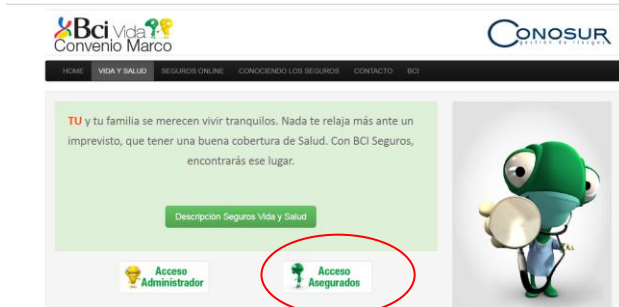 Bci Vida
Convenio Marco
CONOSUR
gestión de riesgos
HOME VIDA Y SALUD SEGUROS ONLINE CONOCIENDO LOS SEGUROS CONTACTO BCI
TU y tu familia se merecen vivir tranquilos. Nada te relaja más ante un
imprevisto, que tener una buena cobertura de Salud. Con BCI Seguros,
encontrarás ese lugar.
Descripción Seguros Vida y Salud
Acceso
Administrador
Acceso
Asegurados